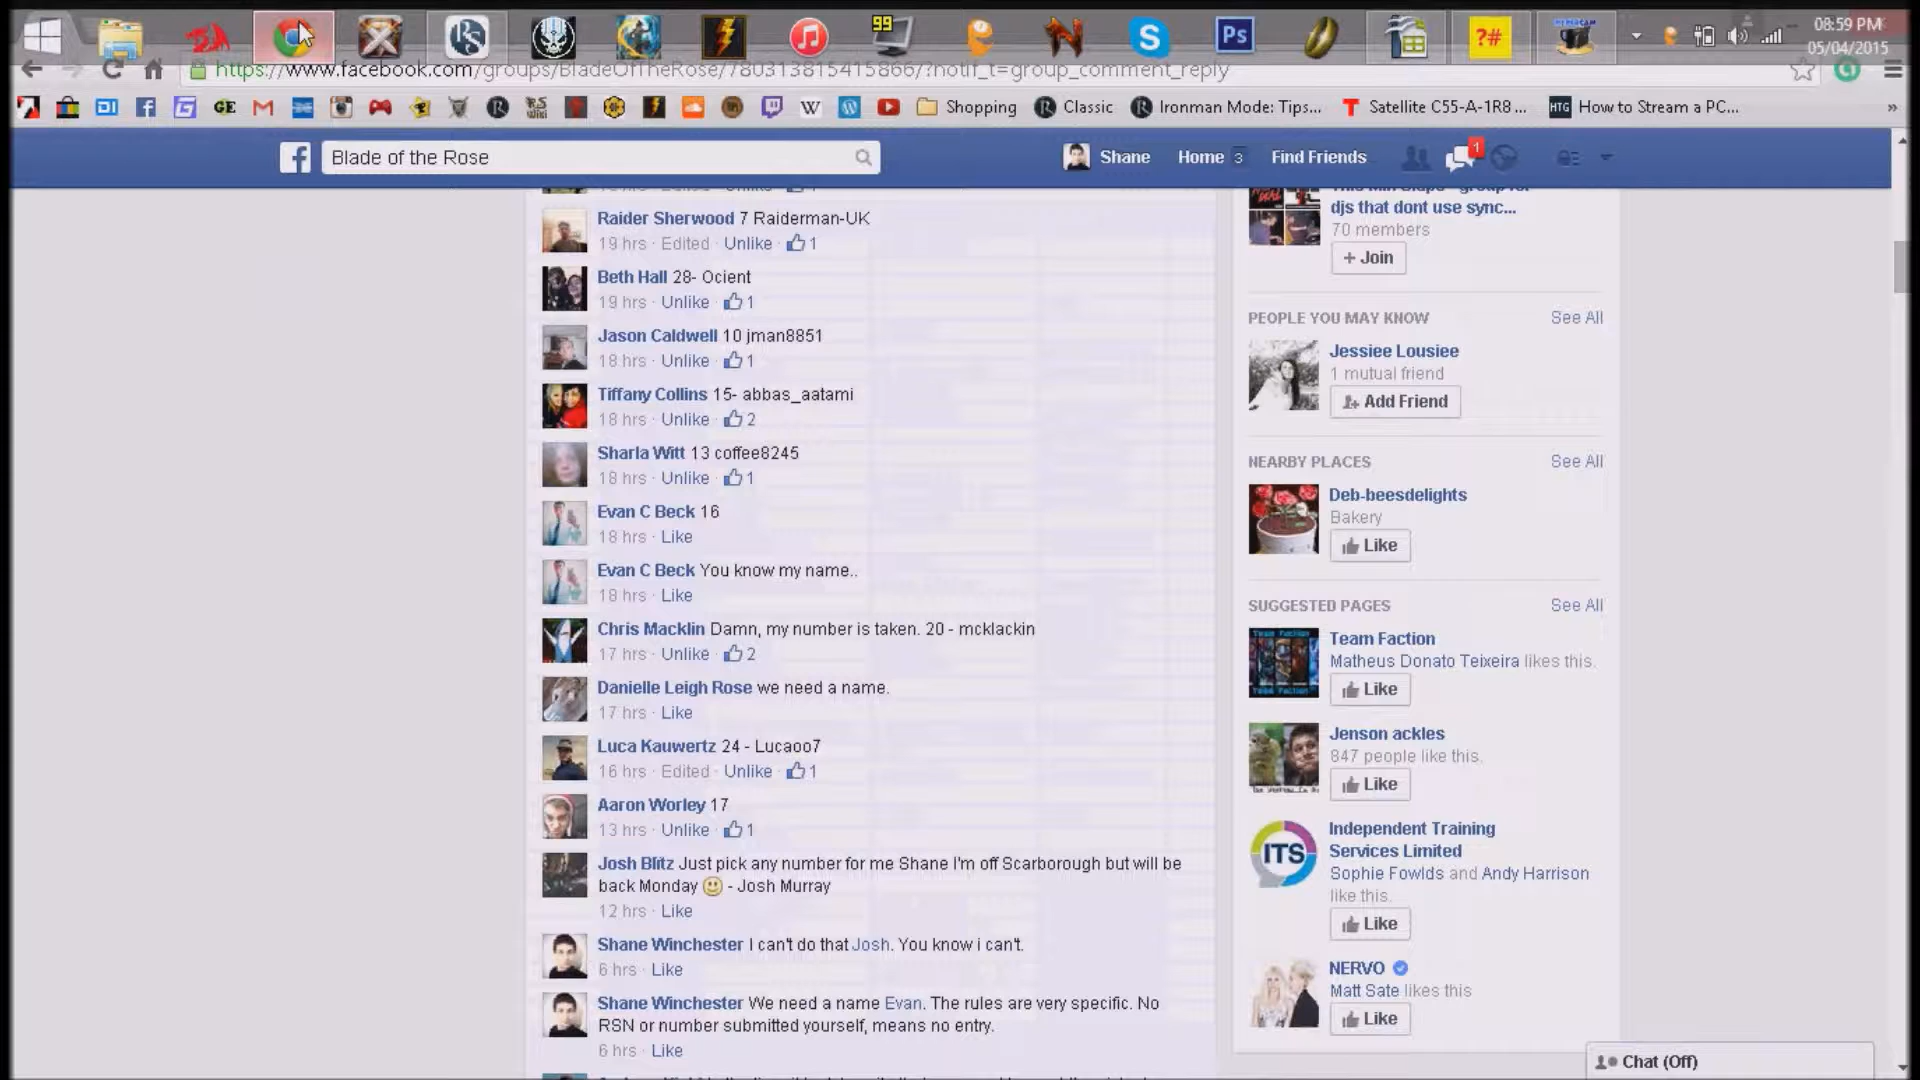 99
Ps
?#
08:59 PM
05/04/2015
https://www.facebook.com/groups/BladeOfTheRose/780313815415866/?notif_t=group_comment_reply
Shopping
Classic
Ironman Mode: Tips...
Satellite C55-A-1R8 ...
HTG How to Stream a PC...
Blade of the Rose
Shane
Home 3
Find Friends
1
Raider Sherwood 7 Raiderman-UK
19 hrs · Edited · Unlike · 1
Beth Hall 28- Ocient
19 hrs · Unlike · 1
Jason Caldwell 10 jman8851
18 hrs · Unlike · 1
Tiffany Collins 15- abbas_aatami
18 hrs · Unlike · 2
Sharla Witt 13 coffee8245
18 hrs · Unlike · 1
Evan C Beck 16
18 hrs · Like
Evan C Beck You know my name..
18 hrs · Like
Chris Macklin Damn, my number is taken. 20 - mcklackin
17 hrs · Unlike · 2
Danielle Leigh Rose we need a name.
17 hrs · Like
Luca Kauwertz 24 - Lucaoo7
16 hrs · Edited · Unlike · 1
Aaron Worley 17
13 hrs · Unlike · 1
Josh Blitz Just pick any number for me Shane I'm off Scarborough but will be
back Monday - Josh Murray
12 hrs · Like
Shane Winchester I can't do that Josh. You know i can't.
6 hrs · Like
Shane Winchester We need a name Evan. The rules are very specific. No
RSN or number submitted yourself, means no entry.
6 hrs · Like
djs that dont use sync...
70 members
+ Join
PEOPLE YOU MAY KNOW
See All
Jessiee Lousiee
1 mutual friend
Add Friend
NEARBY PLACES
See All
Deb-beesdelights
Bakery
Like
SUGGESTED PAGES
See All
Team Faction
Matheus Donato Teixeira likes this.
Like
Jenson ackles
847 people like this.
Like
ITS
Independent Training
Services Limited
Sophie Fowlds and Andy Harrison
like this.
Like
NERVO
Matt Sate likes this
Like
Chat (Off)